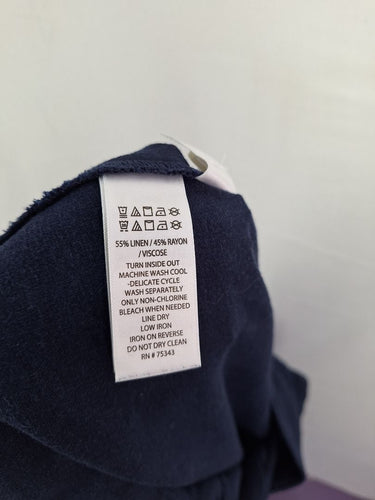 55% LINEN / 45% RAYON
/ VISCOSE
TURN INSIDE OUT
MACHINE WASH COOL
-DELICATE CYCLE
WASH SEPARATELY
ONLY NON-CHLORINE
BLEACH WHEN NEEDED
LINE DRY
LOW IRON
IRON ON REVERSE
DO NOT DRY CLEAN
RN # 75343